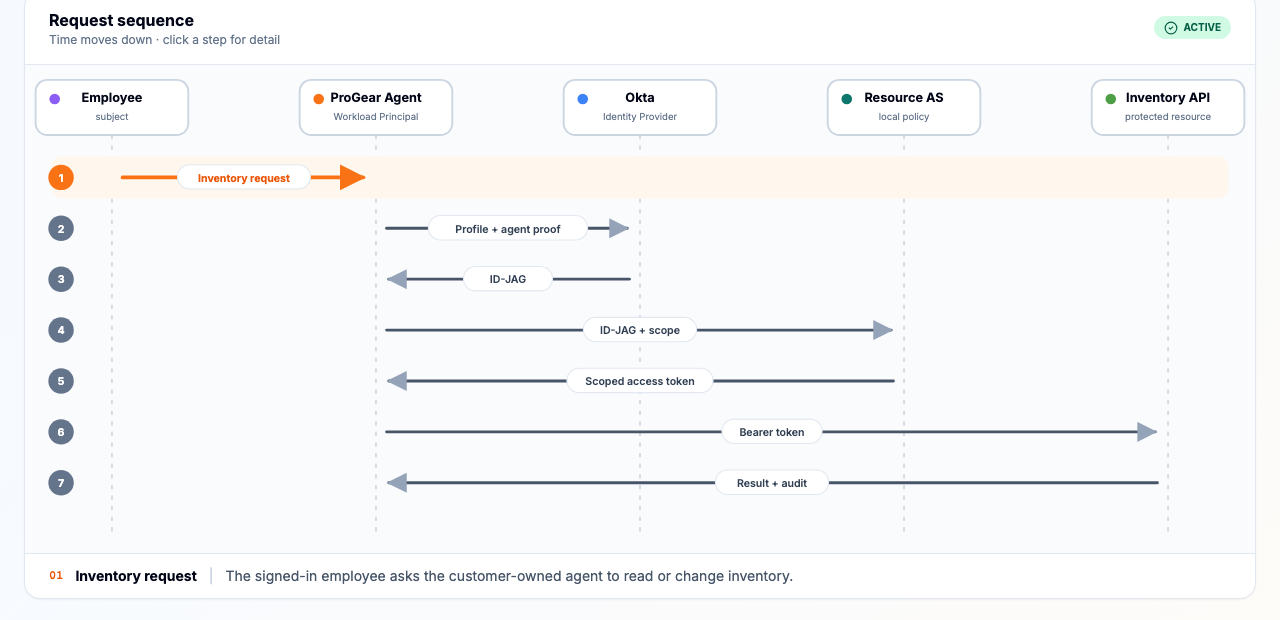 Request sequence
Time moves down · click a step for detail
ACTIVE
Employee
subject
ProGear Agent
Workload Principal
Okta
Identity Provider
Resource AS
local policy
Inventory API
protected resource
1
Inventory request
2
Profile + agent proof
3
ID-JAG
4
ID-JAG + scope
5
Scoped access token
6
Bearer token
7
Result + audit
01 Inventory request The signed-in employee asks the customer-owned agent to read or change inventory.